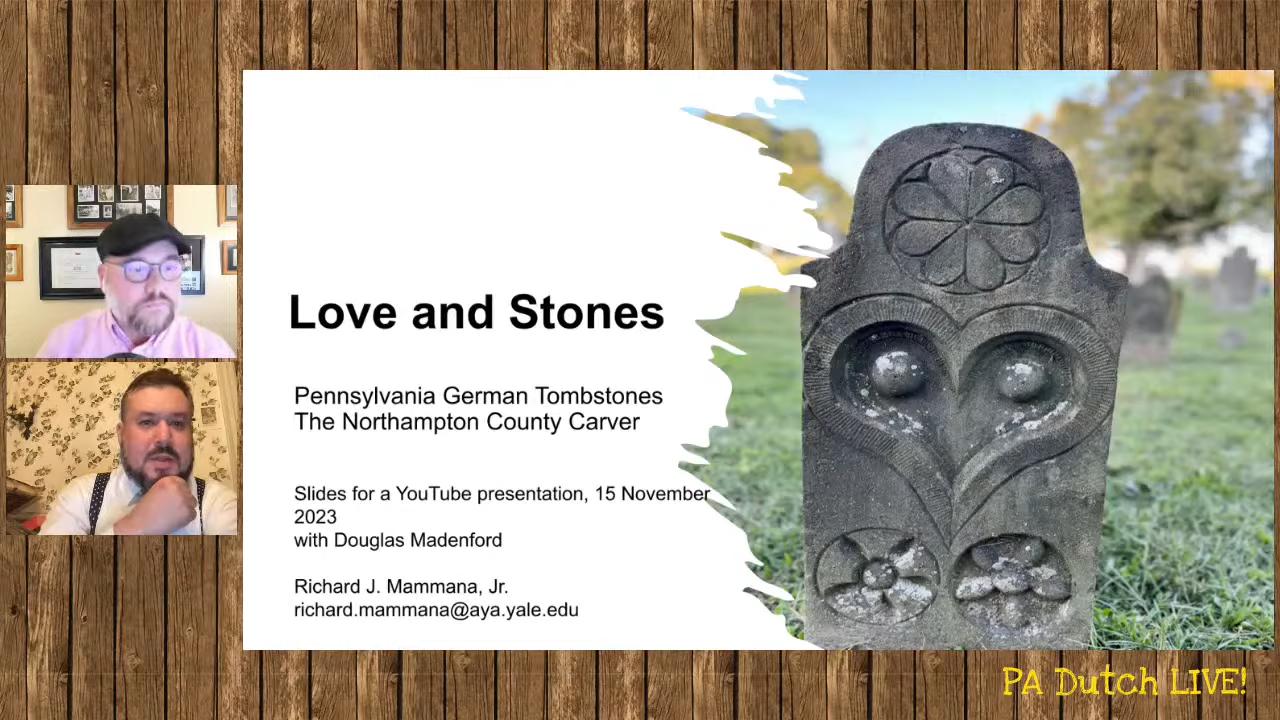 Love and Stones
Pennsylvania German Tombstones
The Northampton County Carver
Slides for a YouTube presentation, 15 November
2023
with Douglas Madenford
Richard J. Mammana, Jr.
richard.mammana@aya.yale.edu
PA Dutch LIVE!